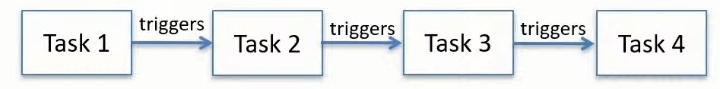 Task 1
triggers
Task 2
triggers
Task 3
triggers
Task 4